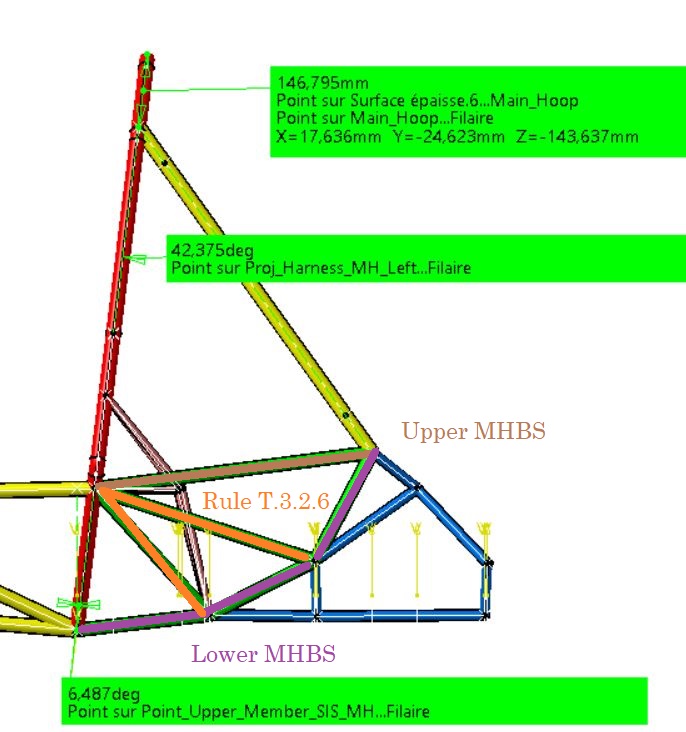 146,795mm
Point sur Surface épaisse.6...Main_Hoop
Point sur Main_Hoop...Filaire
X=17,636mm Y=-24,623mm Z=-143,637mm
42,375deg
Point sur Proj_Harness_MH_Left...Filaire
Upper MHBS
Rule T.3.2.6
Lower MHBS
6,487deg
Point sur Point_Upper_Member_SIS_MH...Filaire